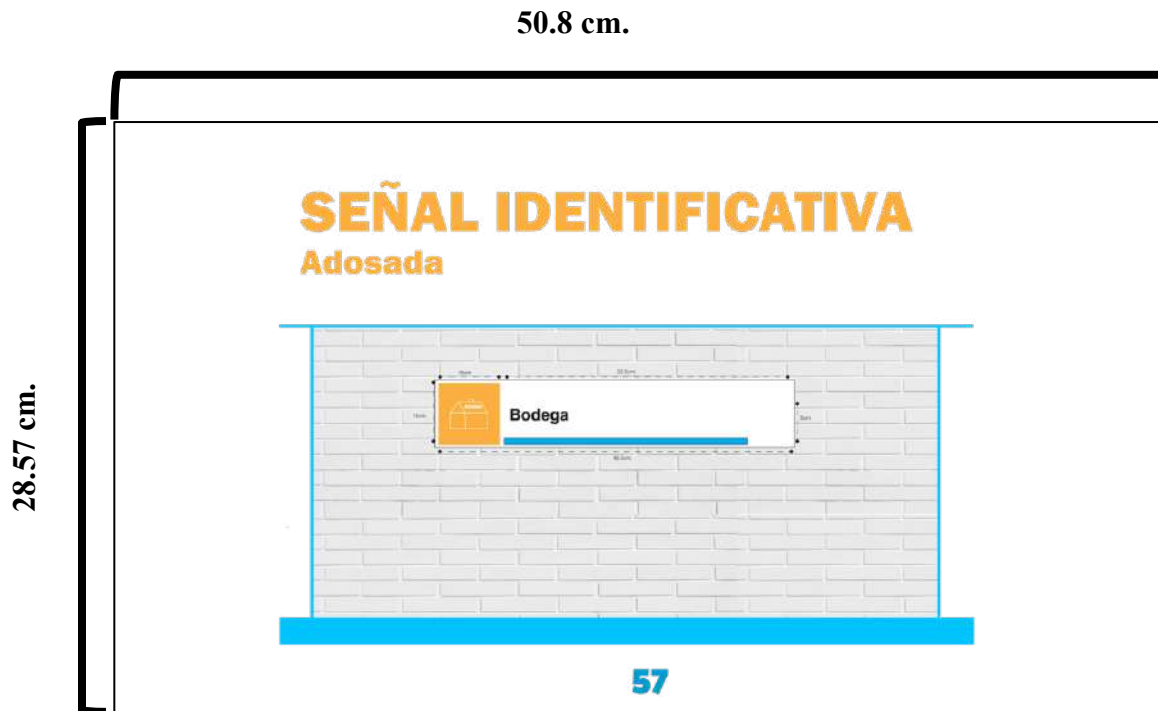 50.8 cm.
28.57 cm.
SEÑAL IDENTIFICATIVA
Adosada
Bodega
57